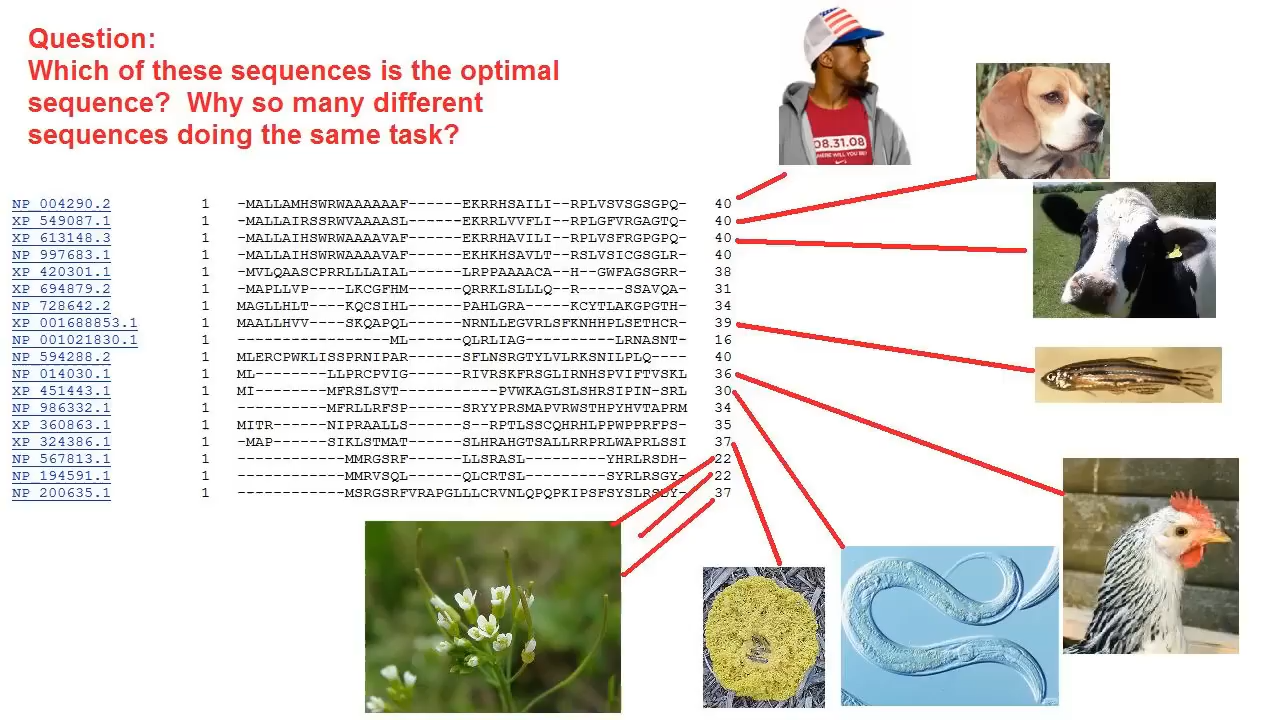 Question:
Which of these sequences is the optimal
sequence? Why so many different
sequences doing the same task?
08.31.08
NP_004290.2 1 -MALLAMHSWRWAAAAAAF------EKRRHSAILI--RPLVSVSGSGPQ- 40
XP_549087.1 1 -MALLAIRSSRWVAAAASL------EKRRLVVFLI--RPLGFVRGAGTQ- 40
XP_613148.3 1 -MALLAIHSWRWAAAAVAF------EKRRHAVILI--RPLVSFRGPGPQ- 40
NP_997683.1 1 -MALLAIHSWRWAAAAVAF------EKHKHSAVLT--RSLVSICGSGLR- 40
XP_420301.1 1 -MVLQAASCPRRLLLAIAL------LRPPAAAACA--H--GWFAGSGRR- 38
XP_694879.2 1 --MAPLLVP----LKCGFHM-----QRRKLSLLLQ--R-----SSAVQA- 31
NP_728642.2 1 MAGLLHLT----KQCSIHL------PAHLGRA-----KCYTLAKGPGTH- 34
XP_001688853.1 1 MAALLHVV----SKQAPQL------NRNLLEGVRLSFKNHHPLSETHCR- 39
NP_001021830.1 1 -----------------ML------QLRLIAG----------LRNASNT- 16
NP_594288.2 1 MLERCPWKLISSPRNIPAR------SFLNSRGTYLVLRKSNILPLQ---- 40
NP_014030.1 1 ML--------LLPRCPVIG------RIVRSKFRSGLIRNHSPVIFTVSKL 36
XP_451443.1 1 MI--------MFRSLSVT-----------PVWKAGLSLSHRSIPIN-SRL 30
NP_986332.1 1 ----------MFRLLRFSP------SRYYPRSMAPVRWSTHPYHVTAPRM 34
XP_360863.1 1 MITR------NIPRAALLS------S--RPTLSSCQHRHLPPWPPRFPS- 35
XP_324386.1 1 -MAP------SIKLSTMAT------SLHRAHGTSALLRRPRLWAPRLSSI 37
NP_567813.1 1 ------------MMRGSRF------LLSRASL---------YHRLRSDH- 22
NP_194591.1 1 ------------MMRVSQL------QLCRTSL---------SYRLRSGY- 22
NP_200635.1 1 ------------MSRGSRFVRAPGLLLCRVNLQPQPKIPSFSYSLRSDY- 37